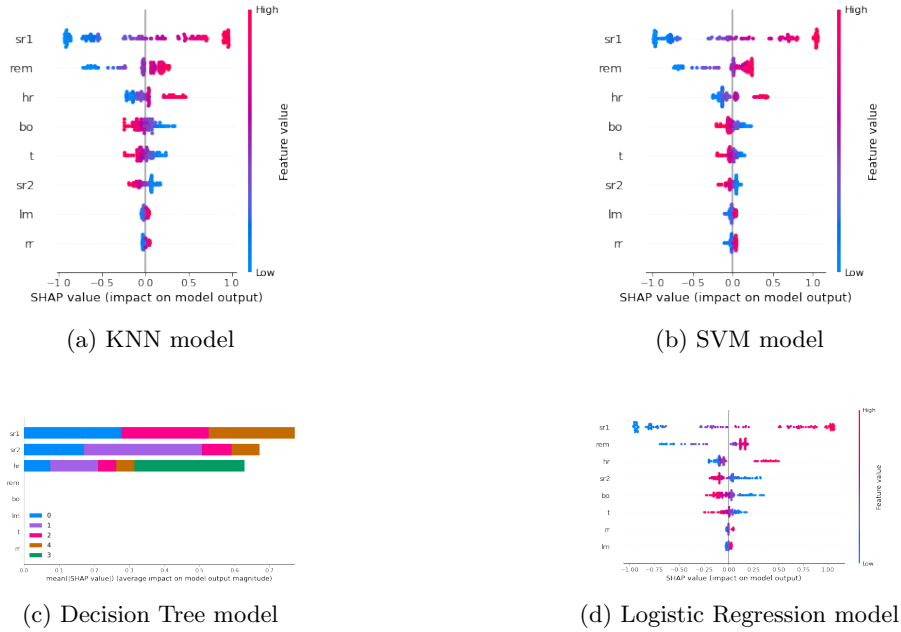 High
sr1
rem
hr
bo
t
sr2
lm
rr
Feature value
Low
−1.0 −0.5 0.0 0.5 1.0
SHAP value (impact on model output)
(a) KNN model
High
sr1
rem
hr
bo
t
sr2
lm
rr
Feature value
Low
−1.0 −0.5 0.0 0.5 1.0
SHAP value (impact on model output)
(b) SVM model
sr1
sr2
hr
rem
bo
lm
t
rr
0
1
2
4
3
0.0 0.1 0.2 0.3 0.4 0.5 0.6 0.7
mean(|SHAP value|) (average impact on model output magnitude)
(c) Decision Tree model
High
sr1
rem
hr
sr2
bo
t
rr
lm
Feature value
Low
−1.00 −0.75 −0.50 −0.25 0.00 0.25 0.50 0.75 1.00
SHAP value (impact on model output)
(d) Logistic Regression model